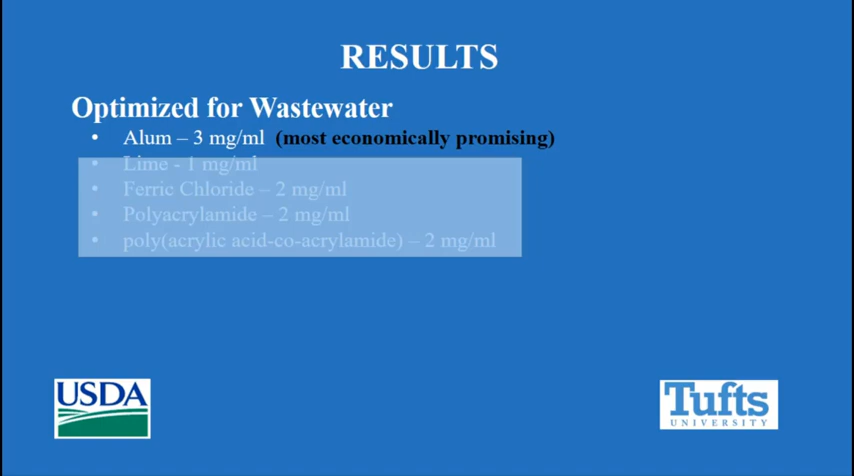 RESULTS
Optimized for Wastewater
• Alum – 3 mg/ml (most economically promising)
• Lime - 1 mg/ml
• Ferric Chloride – 2 mg/ml
• Polyacrylamide – 2 mg/ml
• poly(acrylic acid-co-acrylamide) – 2 mg/ml
USDA
Tufts
UNIVERSITY